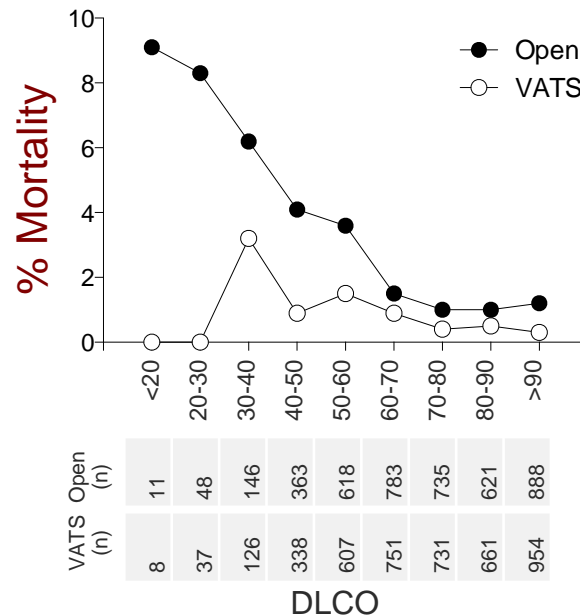 10
8
6
4
2
0
% Mortality
Open
VATS
<20 20-30 30-40 40-50 50-60 60-70 70-80 80-90 >90
Open (n) 11 48 146 363 618 783 735 621 888
VATS (n) 8 37 126 338 607 751 731 661 954
DLCO